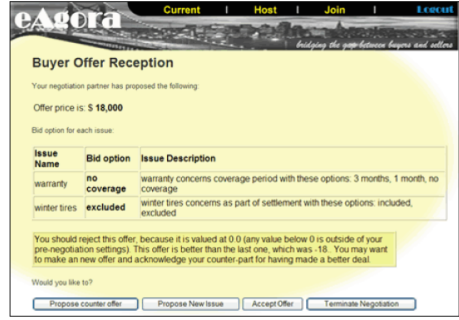 eAgora
Current | Host | Join | Logout
bridging the gap between buyers and sellers
Buyer Offer Reception
Your negotiation partner has proposed the following:
Offer price is: $ 18,000
Bid option for each issue:
Issue Name Bid option Issue Description
warranty no coverage warranty concerns coverage period with these options: 3 months, 1 month, no coverage
winter tires excluded winter tires concerns as part of settlement with these options: included, excluded
You should reject this offer, because it is valued at 0.0 (any value below 0 is outside of your
pre-negotiation settings). This offer is better than the last one, which was -18. You may want
to make an new offer and acknowledge your counter-part for having made a better deal.
Would you like to?
Propose counter offer Propose New Issue Accept Offer Terminate Negotiation